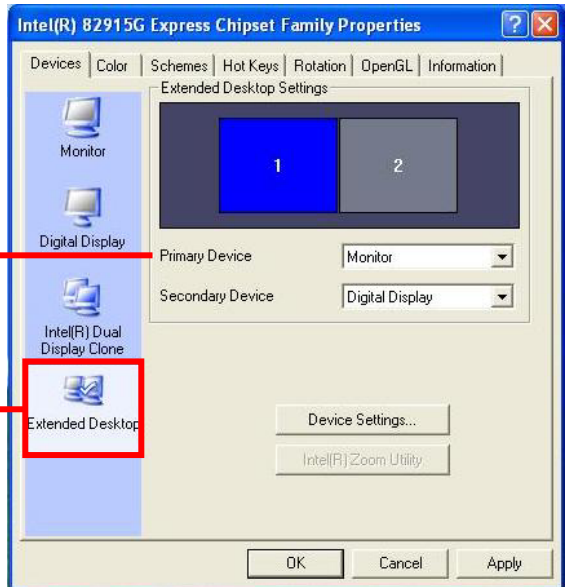 Intel(R) 82915G Express Chipset Family Properties
Devices Color Schemes Hot Keys Rotation OpenGL Information
Extended Desktop Settings
1 2
Monitor
Digital Display
Primary Device Monitor
Secondary Device Digital Display
Intel(R) Dual
Display Clone
Extended Desktop
Device Settings...
Intel(R) Zoom Utility
OK Cancel Apply